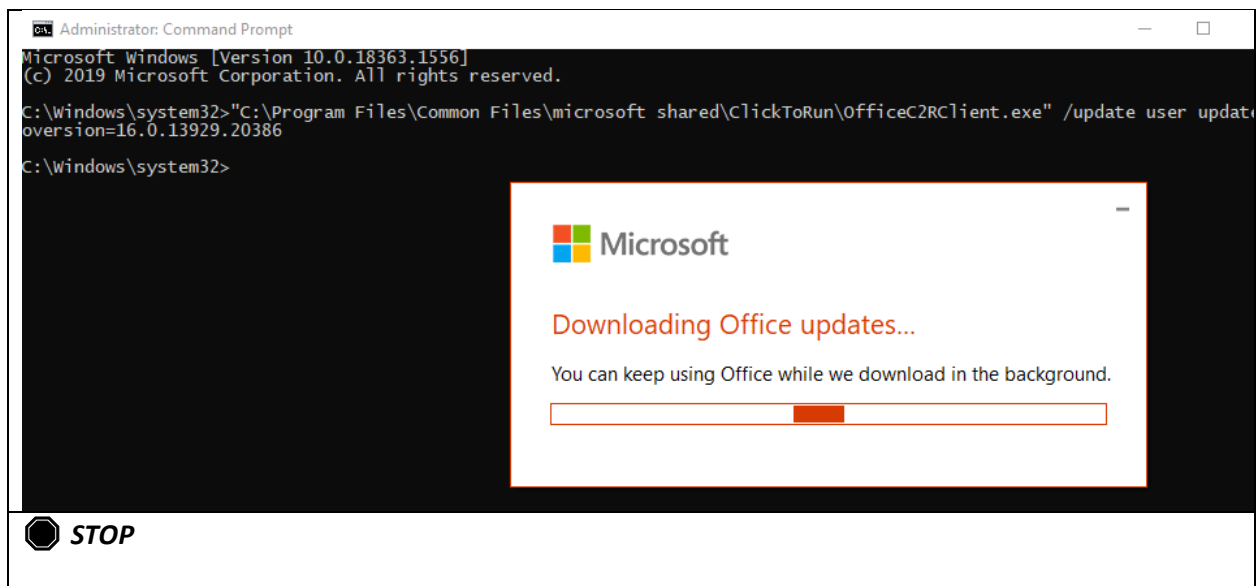 Administrator: Command Prompt
Microsoft Windows [Version 10.0.18363.1556]
(c) 2019 Microsoft Corporation. All rights reserved.
C:\Windows\system32>"C:\Program Files\Common Files\microsoft shared\ClickToRun\OfficeC2RClient.exe" /update user updat
oversion=16.0.13929.20386
C:\Windows\system32>
Microsoft
Downloading Office updates...
You can keep using Office while we download in the background.
STOP